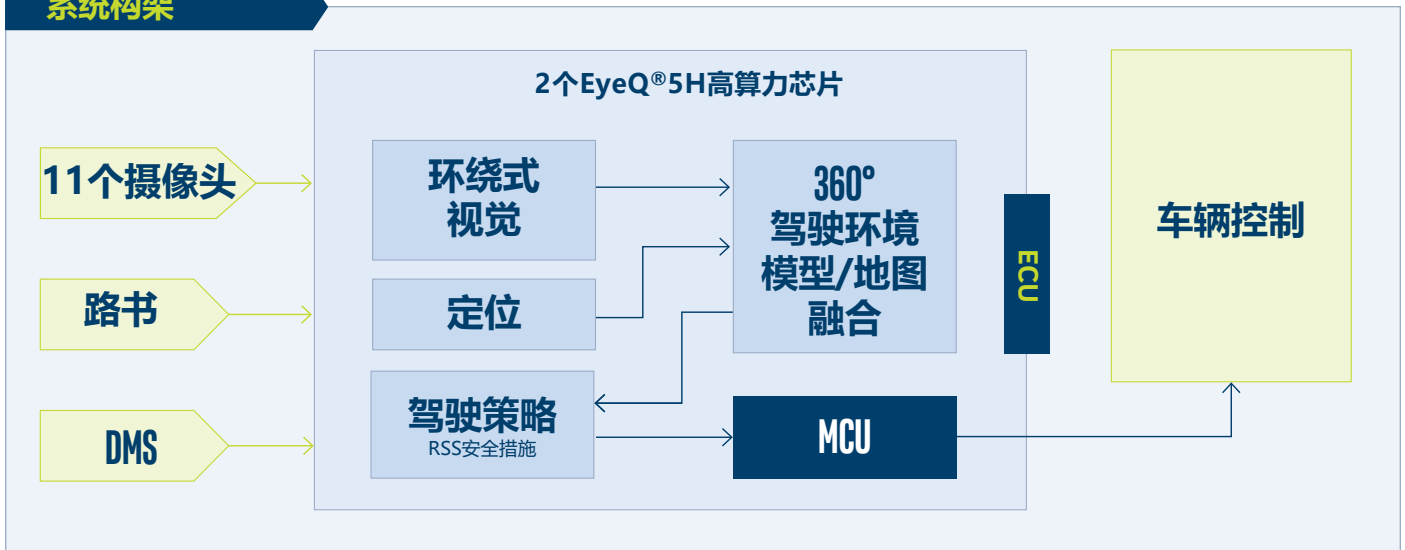 系统构架
2个EyeQ®5H高算力芯片
11个摄像头
路书
DMS
环绕式
视觉
定位
驾驶策略
RSS安全措施
360°
驾驶环境
模型/地图
融合
MCU
ECU
车辆控制